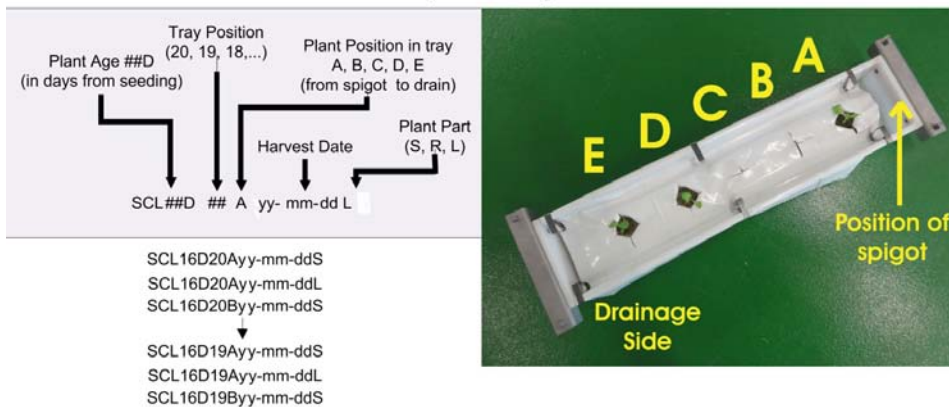 Tray Position
(20, 19, 18,...)
Plant Age ##D
(in days from seeding)
Plant Position in tray
A, B, C, D, E
(from spigot to drain)
Harvest Date
Plant Part
(S, R, L)
SCL##D ## A yy- mm-dd L
SCL16D20Ayy-mm-ddS
SCL16D20Ayy-mm-ddL
SCL16D20Byy-mm-ddS
SCL16D19Ayy-mm-ddS
SCL16D19Ayy-mm-ddL
SCL16D19Byy-mm-ddS
A
B
C
D
E
Position of
spigot
Drainage
Side